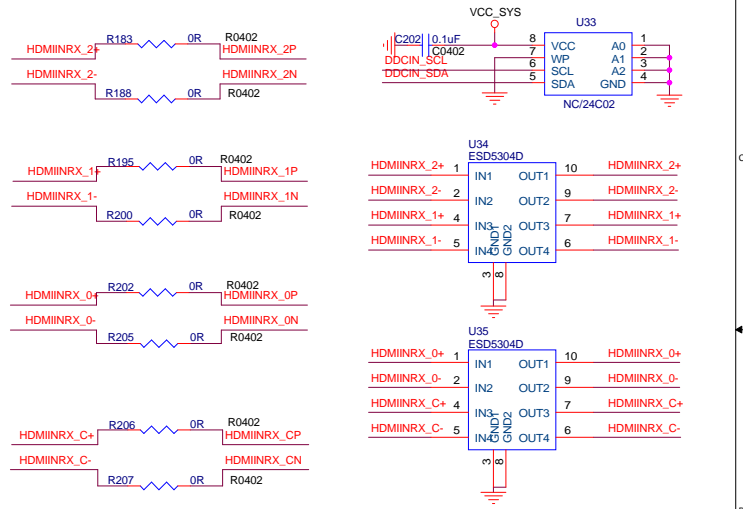 R183 0R R0402
HDMIINRX_2+ HDMIINRX_2P
HDMIINRX_2- HDMIINRX_2N
R188 0R R0402
R195 0R R0402
HDMIINRX_1+ HDMIINRX_1P
HDMIINRX_1- HDMIINRX_1N
R200 0R R0402
R202 0R R0402
HDMIINRX_0+ HDMIINRX_0P
HDMIINRX_0- HDMIINRX_0N
R205 0R R0402
R206 0R R0402
HDMIINRX_C+ HDMIINRX_CP
HDMIINRX_C- HDMIINRX_CN
R207 0R R0402
VCC_SYS
U33
C202 0.1uF
C0402
DDCIN_SCL
DDCIN_SDA
8 VCC A0 1
7 WP A1 2
6 SCL A2 3
5 SDA GND 4
NC/24C02
U34
ESD5304D
HDMIINRX_2+ 1 IN1 OUT1 10 HDMIINRX_2+
HDMIINRX_2- 2 IN2 OUT2 9 HDMIINRX_2-
HDMIINRX_1+ 4 IN3 OUT3 7 HDMIINRX_1+
HDMIINRX_1- 5 IN4 OUT4 6 HDMIINRX_1-
GND1 GND2
3 8
U35
ESD5304D
HDMIINRX_0+ 1 IN1 OUT1 10 HDMIINRX_0+
HDMIINRX_0- 2 IN2 OUT2 9 HDMIINRX_0-
HDMIINRX_C+ 4 IN3 OUT3 7 HDMIINRX_C+
HDMIINRX_C- 5 IN4 OUT4 6 HDMIINRX_C-
GND1 GND2
3 8